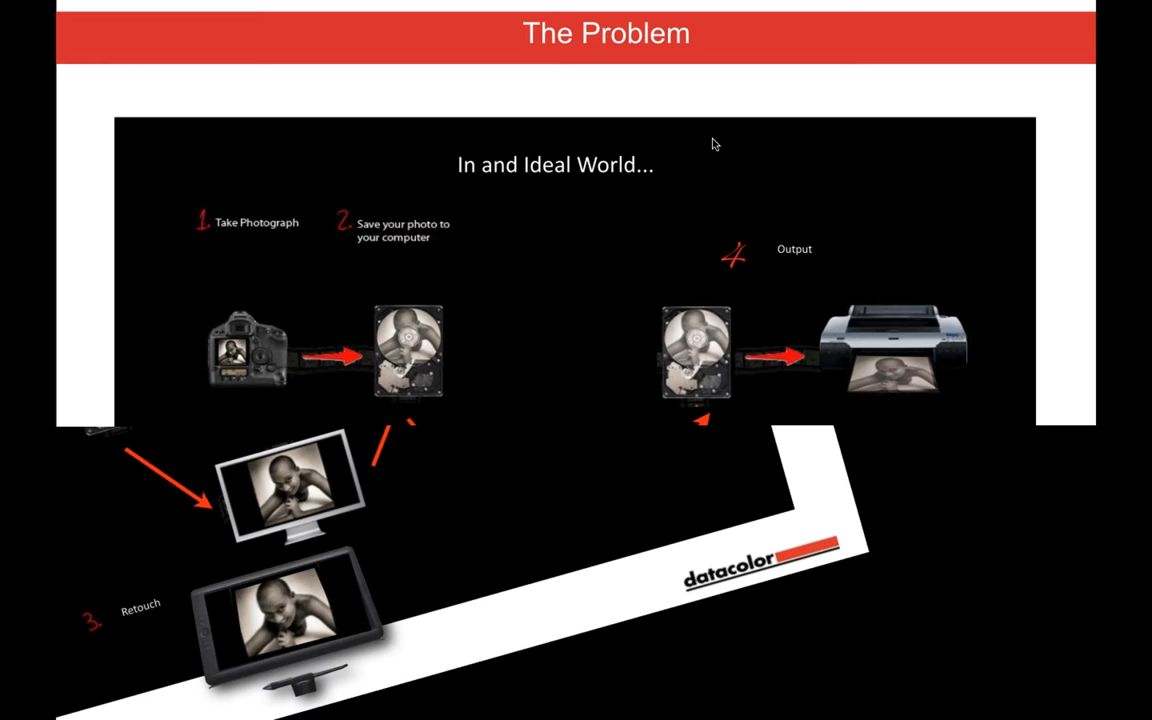 The Problem
In and Ideal World...
1. Take Photograph
2. Save your photo to
your computer
4 Output
3. Retouch
datacolor